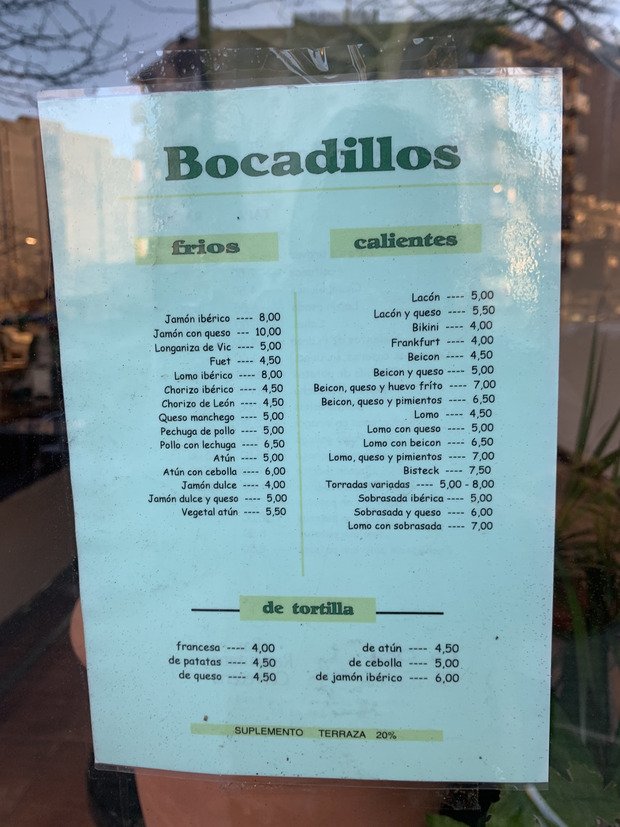 Bocadillos
frios
Jamón ibérico ---- 8,00
Jamón con queso --- 10,00
Longaniza de Vic ---- 5,00
Fuet ---- 4,50
Lomo ibérico ---- 8,00
Chorizo ibérico ---- 4,50
Chorizo de León ---- 4,50
Queso manchego ---- 5,00
Pechuga de pollo ---- 5,00
Pollo con lechuga ---- 6,50
Atún ---- 5,00
Atún con cebolla ---- 6,00
Jamón dulce ---- 4,00
Jamón dulce y queso ---- 5,00
Vegetal atún ---- 5,50
calientes
Lacón ---- 5,00
Lacón y queso ---- 5,50
Bikini ---- 4,00
Frankfurt ---- 4,00
Beicon ---- 4,50
Beicon y queso ---- 5,00
Beicon, queso y huevo fríto ---- 7,00
Beicon, queso y pimientos ---- 6,50
Lomo ---- 4,50
Lomo con queso ---- 5,00
Lomo con beicon ---- 6,50
Lomo, queso y pimientos ---- 7,00
Bisteck ---- 7,50
Torradas variadas ---- 5,00 - 8,00
Sobrasada ibérica ---- 5,00
Sobrasada y queso ---- 6,00
Lomo con sobrasada ---- 7,00
de tortilla
francesa ---- 4,00
de patatas ---- 4,50
de queso ---- 4,50
de atún ---- 4,50
de cebolla ---- 5,00
de jamón ibérico ---- 6,00
SUPLEMENTO TERRAZA 20%